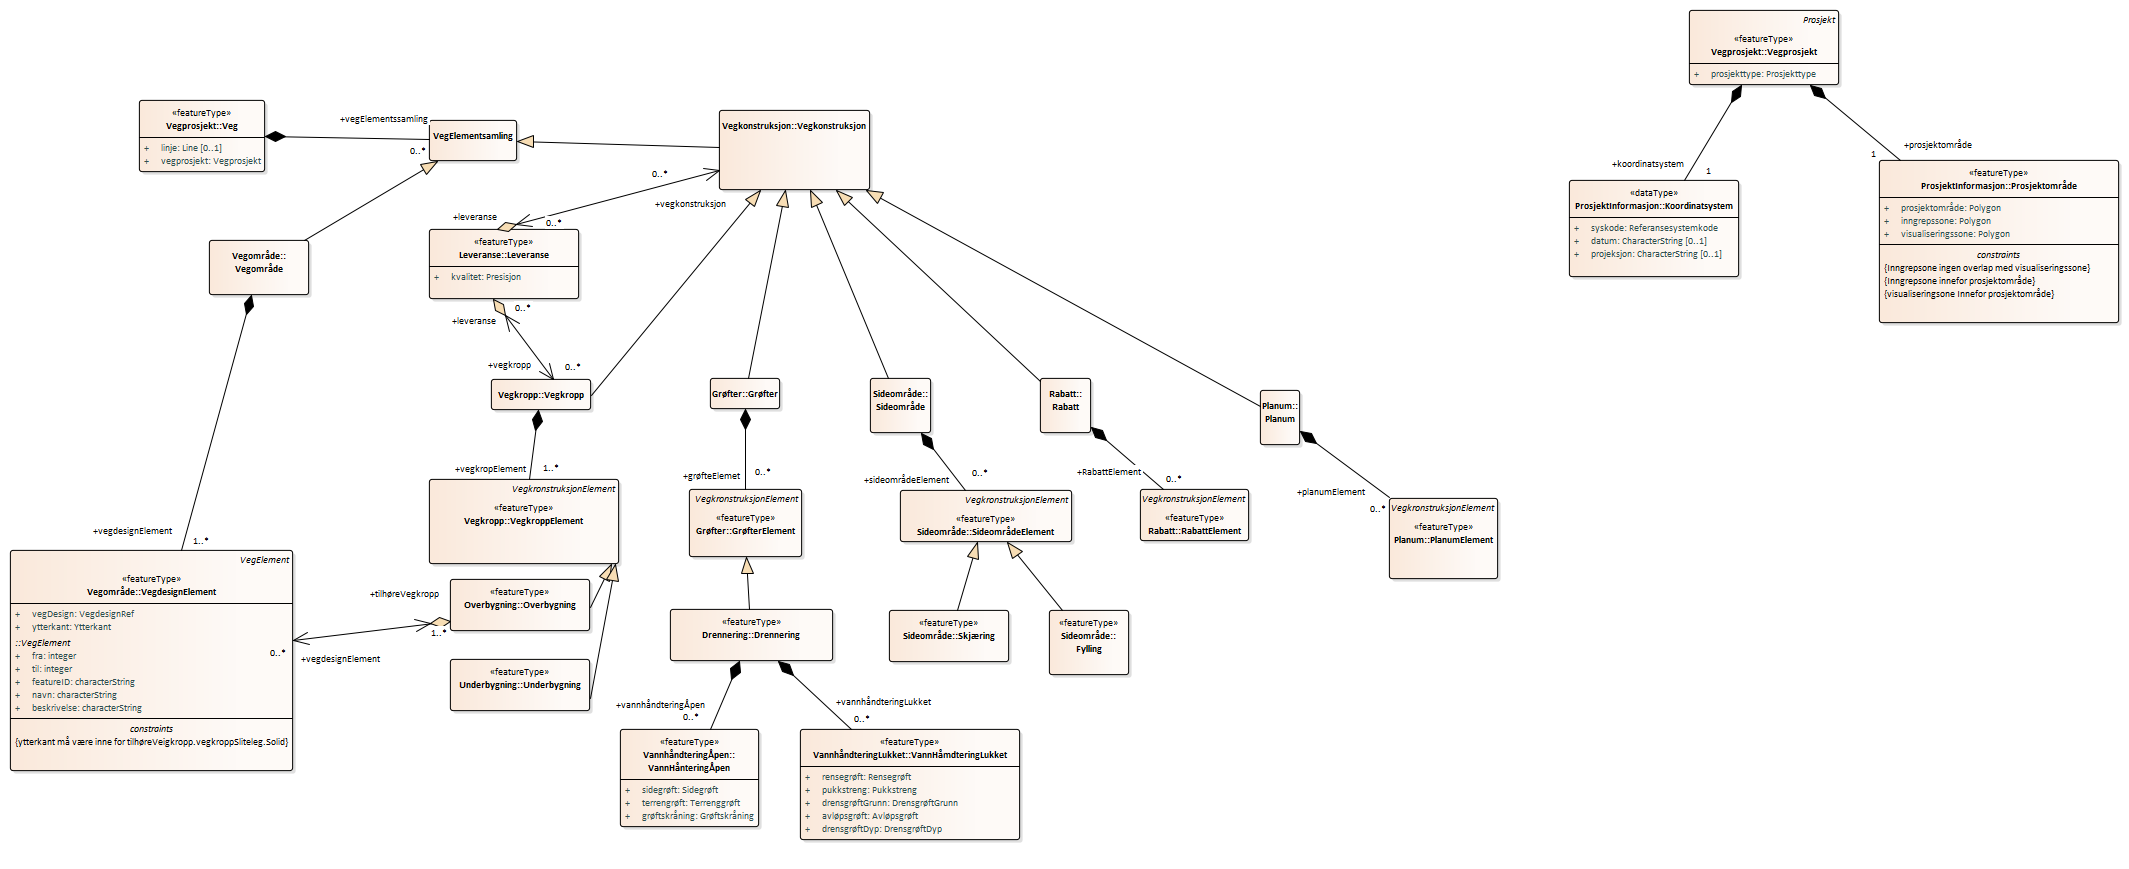 Prosjekt
«featureType»
Vegprosjekt::Vegprosjekt
+ prosjekttype: Prosjekttype
+koordinatsystem
1
+prosjektområde
1
«dataType»
ProsjektInformasjon::Koordinatsystem
+ syskode: Referansesystemkode
+ datum: CharacterString [0..1]
+ projeksjon: CharacterString [0..1]
«featureType»
ProsjektInformasjon::Prosjektområde
+ prosjektområde: Polygon
+ inngrepssone: Polygon
+ visualiseringssone: Polygon
constraints
{Inngrepsone ingen overlap med visualiseringssone}
{Inngrepsone innefor prosjektområde}
{visualiseringsone Innefor prosjektområde}
«featureType»
Vegprosjekt::Veg
+ linje: Line [0..1]
+ vegprosjekt: Vegprosjekt
+vegElementssamling
0..*
VegElementsamling
Vegkonstruksjon::Vegkonstruksjon
0..*
+vegkonstruksjon
+leveranse
0..*
«featureType»
Leveranse::Leveranse
+ kvalitet: Presisjon
0..*
+leveranse
+vegkropp
0..*
Vegområde::
Vegområde
Vegkropp::Vegkropp
Grøfter::Grøfter
Sideområde::
Sideområde
Rabatt::
Rabatt
Planum::
Planum
+vegkropElement
1..*
+grøfteElemet
0..*
+sideområdeElement
0..*
+RabattElement
0..*
+planumElement
0..*
VegkronstruksjonElement
«featureType»
Vegkropp::VegkroppElement
VegkronstruksjonElement
«featureType»
Grøfter::GrøfterElement
VegkronstruksjonElement
«featureType»
Sideområde::SideområdeElement
VegkronstruksjonElement
«featureType»
Rabatt::RabattElement
VegkronstruksjonElement
«featureType»
Planum::PlanumElement
+vegdesignElement
1..*
VegElement
«featureType»
Vegområde::VegdesignElement
+ vegDesign: VegdesignRef
+ ytterkant: Ytterkant
::VegElement
+ fra: integer
+ til: integer
+ featureID: characterString
+ navn: characterString
+ beskrivelse: characterString
constraints
{ytterkant må være inne for tilhøreVeigkropp.vegkroppSliteleg.Solid}
+tilhøreVegkropp
1..*
0..*
+vegdesignElement
«featureType»
Overbygning::Overbygning
«featureType»
Underbygning::Underbygning
«featureType»
Drennering::Drennering
«featureType»
Sideområde::Skjæring
«featureType»
Sideområde::
Fylling
+vannhåndteringÅpen
0..*
+vannhåndteringLukket
0..*
«featureType»
VannhåndteringÅpen::
VannHånteringÅpen
+ sidegrøft: Sidegrøft
+ terrengrøft: Terrenggrøft
+ grøftskråning: Grøftskråning
«featureType»
VannhåndteringLukket::VannHåmdteringLukket
+ rensegrøft: Rensegrøft
+ pukkstreng: Pukkstreng
+ drensgrøftGrunn: DrensgrøftGrunn
+ avløpsgrøft: Avløpsgrøft
+ drensgrøftDyp: DrensgrøftDyp